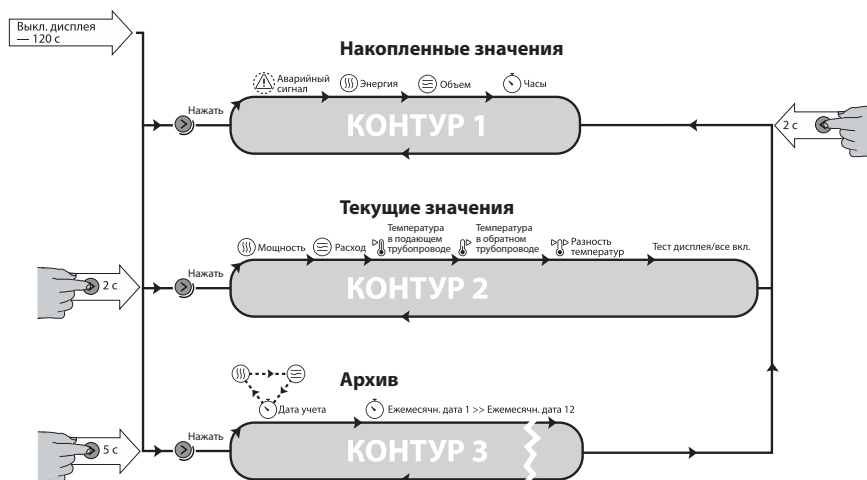 Выкл. дисплея
— 120 с
Накопленные значения
Аварийный
сигнал
Энергия
Объем
Часы
Нажать
КОНТУР 1
2 с
Текущие значения
Мощность
Расход
Температура
в подающем
трубопроводе
Температура
в обратном
трубопроводе
Разность
температур
Тест дисплея/все вкл.
2 с
Нажать
КОНТУР 2
Архив
Дата учета
Ежемесячн. дата 1 >> Ежемесячн. дата 12
5 с
Нажать
КОНТУР 3